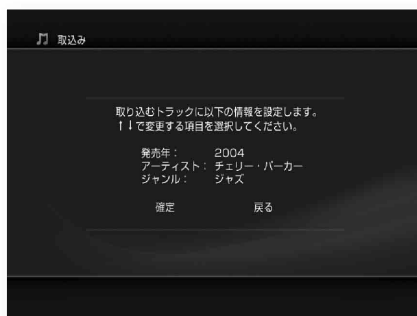 取込み
取り込むトラックに以下の情報を設定します。
↑↓で変更する項目を選択してください。
発売年： 2004
アーティスト： チェリー・パーカー
ジャンル： ジャズ
確定 戻る